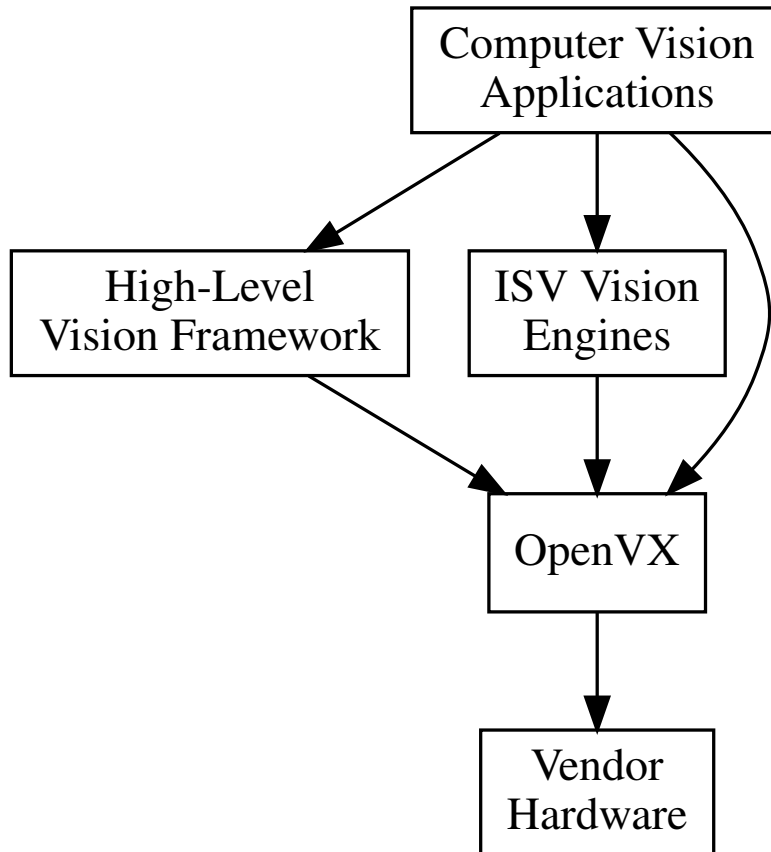 Computer Vision
Applications
High-Level
Vision Framework
ISV Vision
Engines
OpenVX
Vendor
Hardware